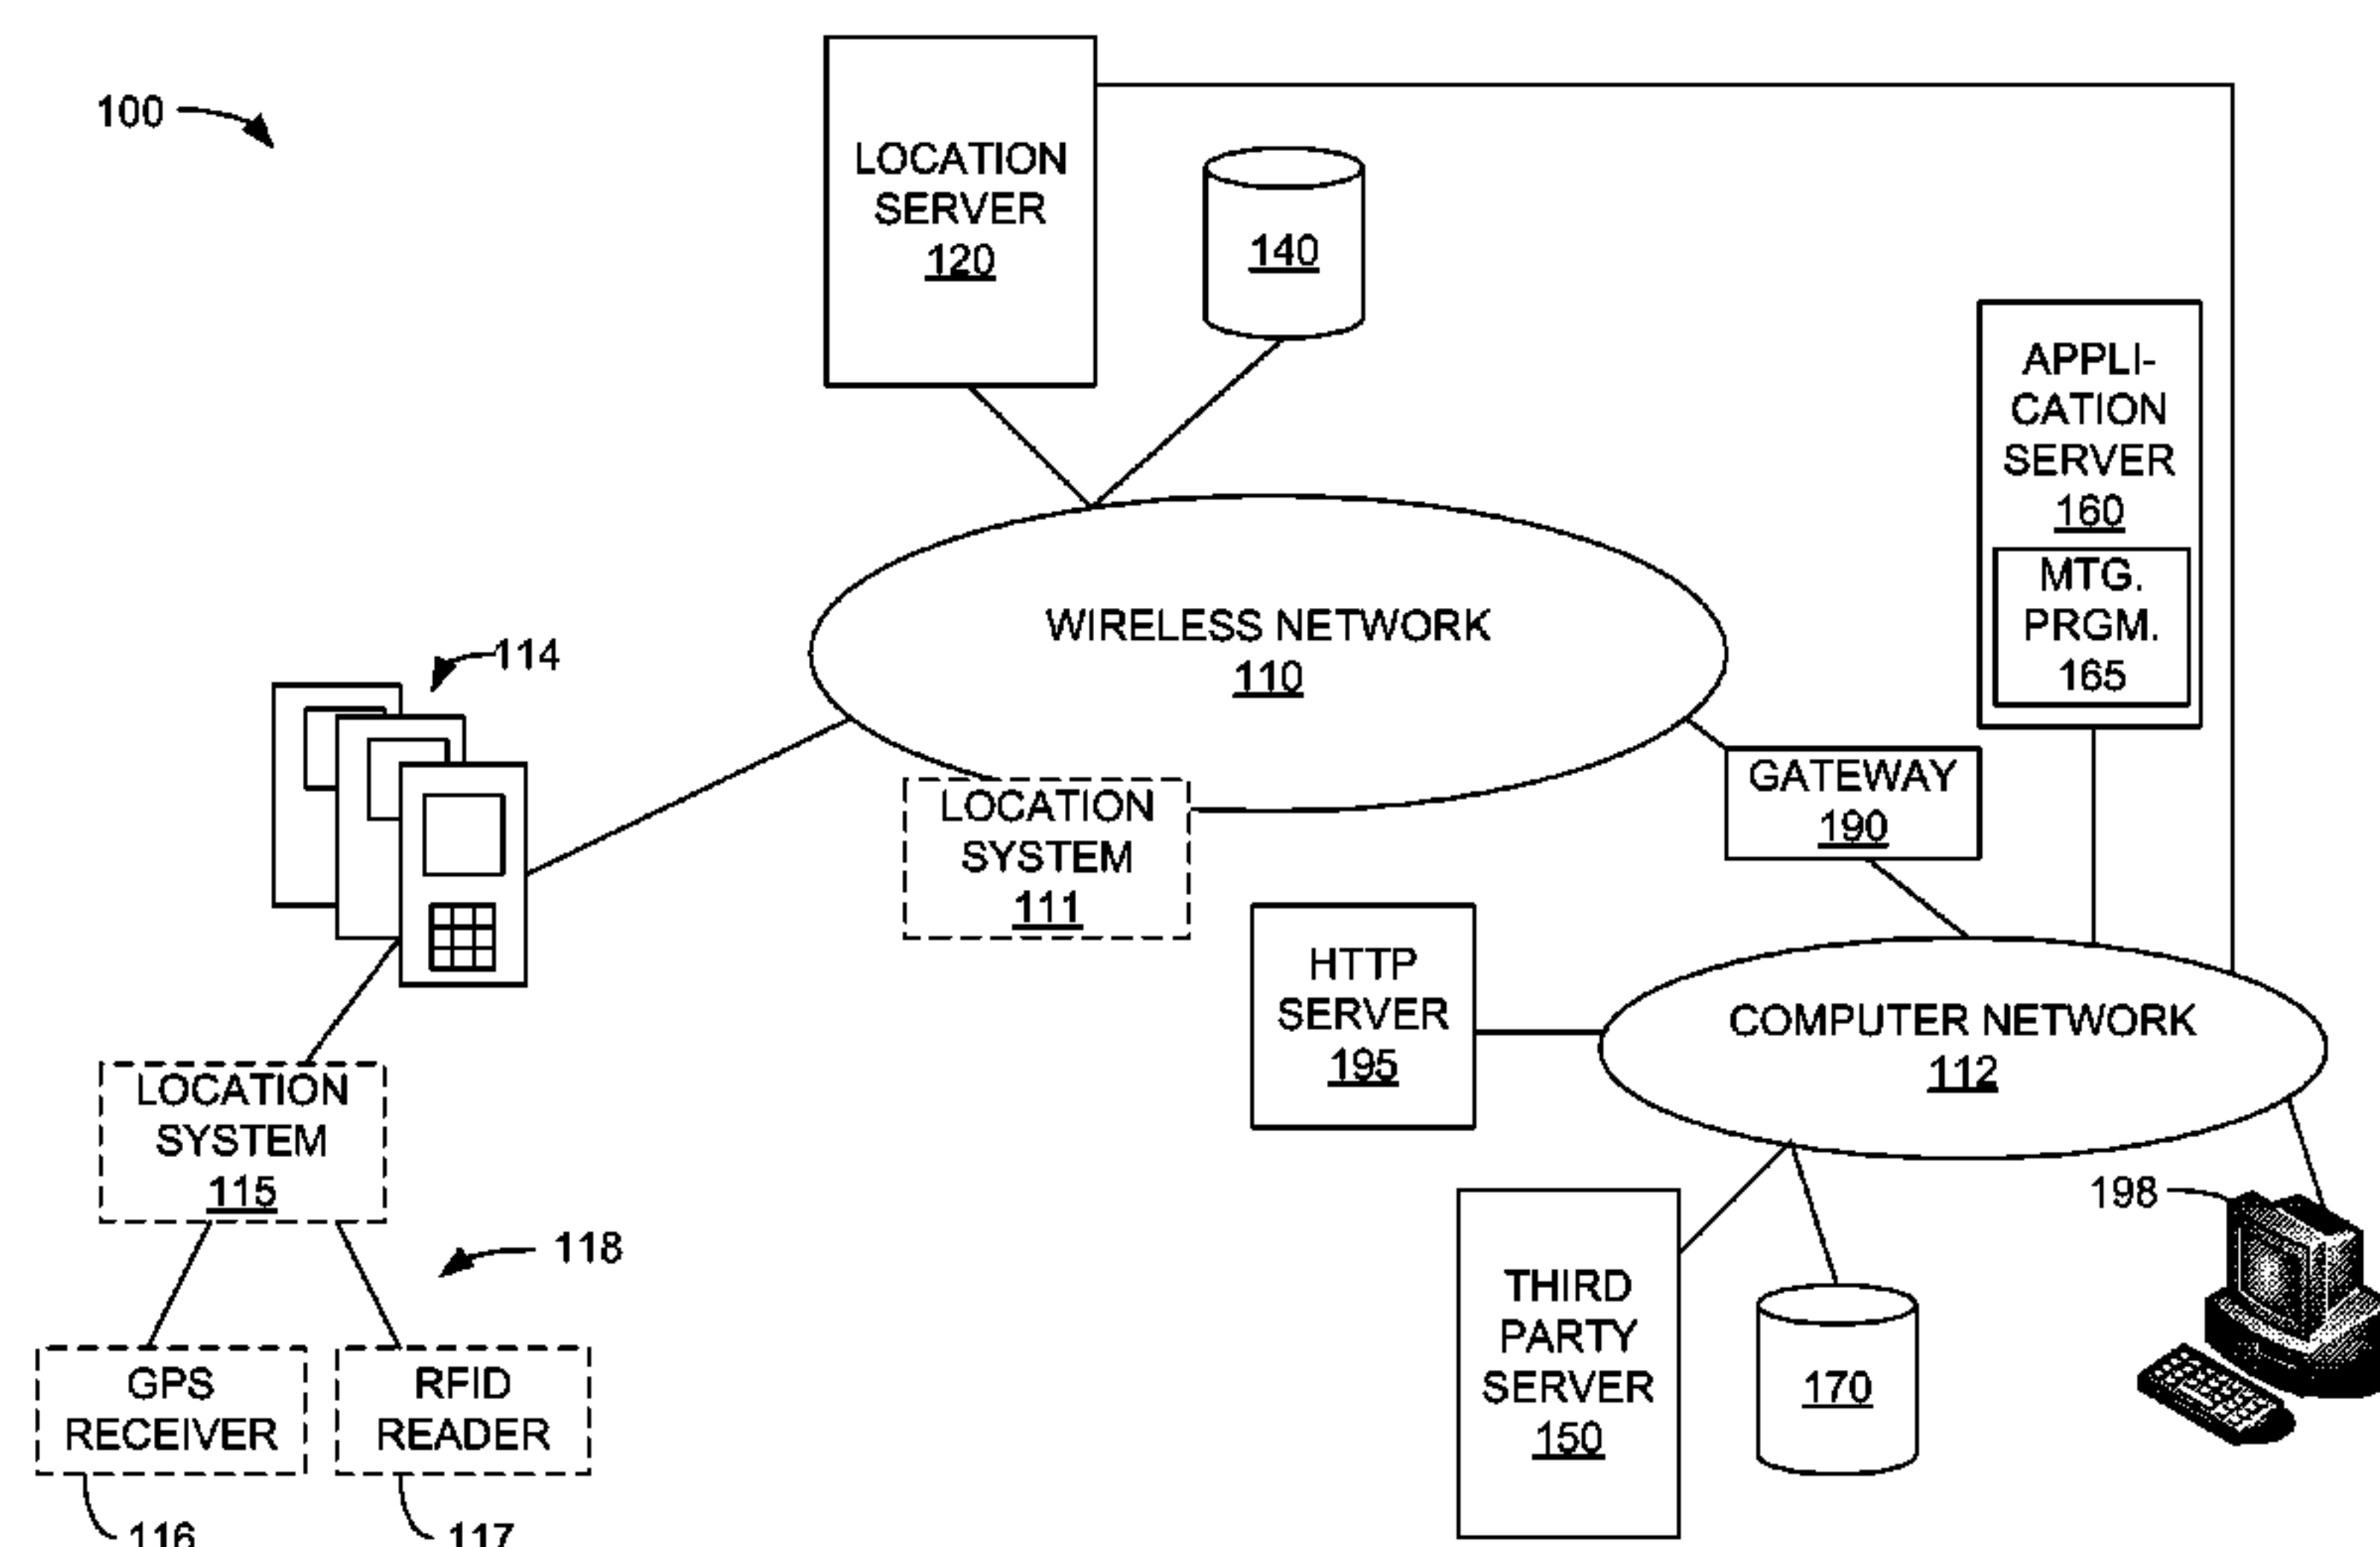 100
LOCATION
SERVER
120
140
APPLI-
CATION
SERVER
160
MTG.
PRGM.
165
WIRELESS NETWORK
110
114
GATEWAY
190
LOCATION
SYSTEM
111
HTTP
SERVER
195
COMPUTER NETWORK
112
LOCATION
SYSTEM
115
118
198
GPS
RECEIVER
RFID
READER
THIRD
PARTY
SERVER
150
170
116
117